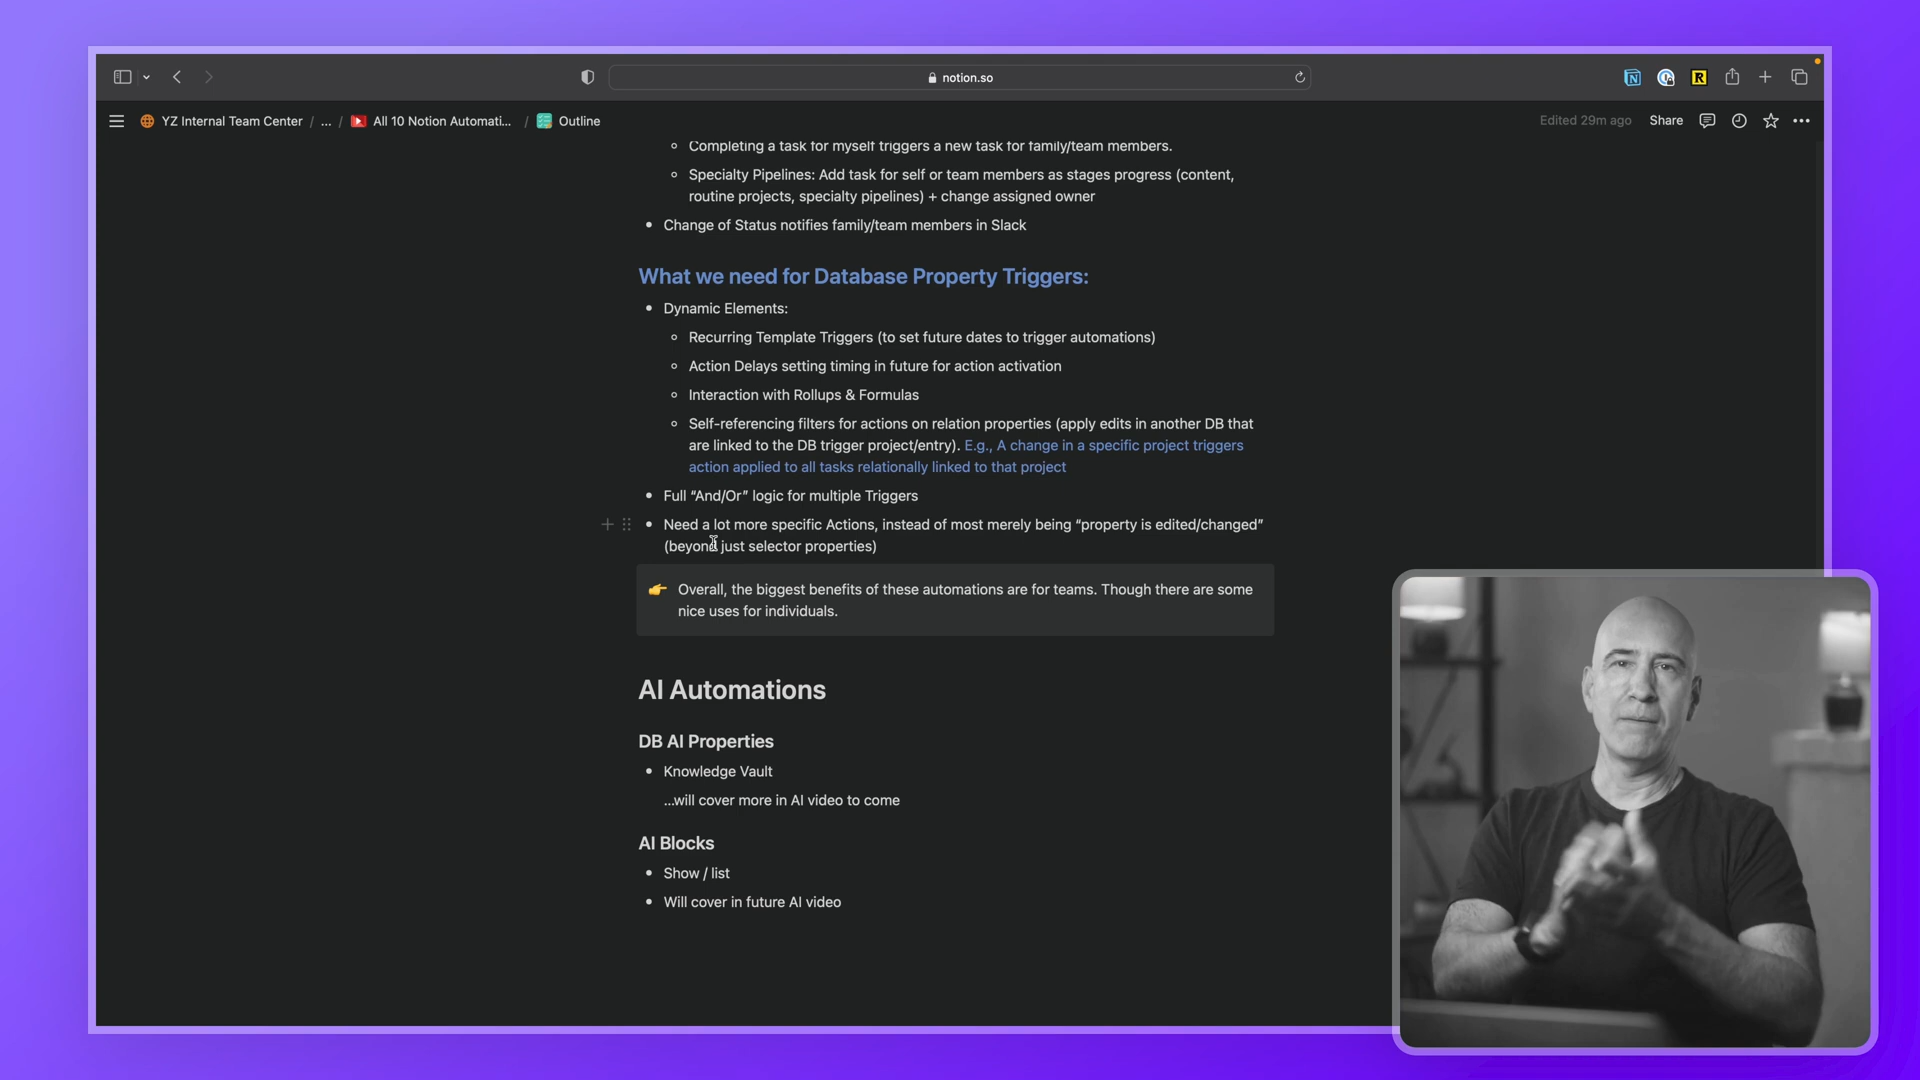 notion.so
YZ Internal Team Center / ... / All 10 Notion Automati... / Outline
Edited 29m ago Share
Completing a task for myself triggers a new task for family/team members.
Specialty Pipelines: Add task for self or team members as stages progress (content,
routine projects, specialty pipelines) + change assigned owner
Change of Status notifies family/team members in Slack
What we need for Database Property Triggers:
Dynamic Elements:
Recurring Template Triggers (to set future dates to trigger automations)
Action Delays setting timing in future for action activation
Interaction with Rollups & Formulas
Self-referencing filters for actions on relation properties (apply edits in another DB that
are linked to the DB trigger project/entry). E.g., A change in a specific project triggers
action applied to all tasks relationally linked to that project
Full “And/Or” logic for multiple Triggers
Need a lot more specific Actions, instead of most merely being “property is edited/changed”
(beyond just selector properties)
👉 Overall, the biggest benefits of these automations are for teams. Though there are some
nice uses for individuals.
AI Automations
DB AI Properties
Knowledge Vault
...will cover more in AI video to come
AI Blocks
Show / list
Will cover in future AI video